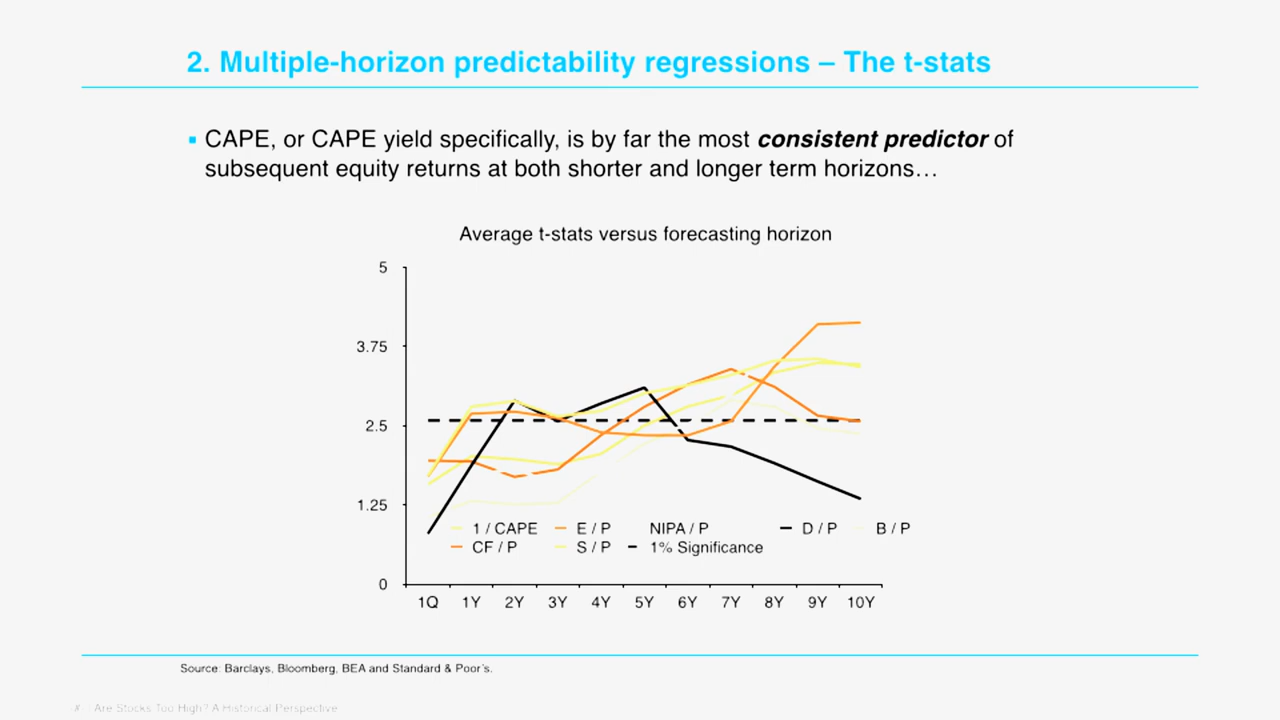 2. Multiple-horizon predictability regressions – The t-stats
CAPE, or CAPE yield specifically, is by far the most consistent predictor of
subsequent equity returns at both shorter and longer term horizons…
Average t-stats versus forecasting horizon
5
3.75
2.5
1.25
0
1 / CAPE E / P NIPA / P D / P B / P
CF / P S / P 1% Significance
1Q 1Y 2Y 3Y 4Y 5Y 6Y 7Y 8Y 9Y 10Y
Source: Barclays, Bloomberg, BEA and Standard & Poor's.
# | Are Stocks Too High? A Historical Perspective